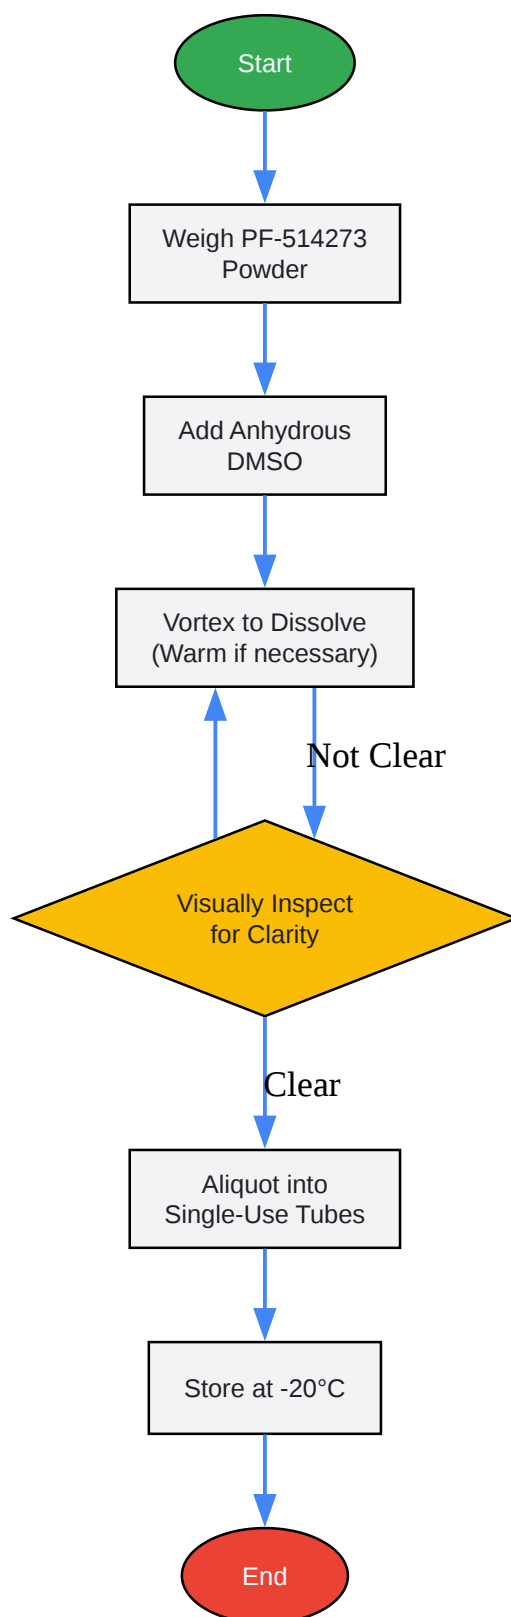 Start
Weigh PF-514273
Powder
Add Anhydrous
DMSO
Vortex to Dissolve
(Warm if necessary)
Not Clear
Visually Inspect
for Clarity
Clear
Aliquot into
Single-Use Tubes
Store at -20°C
End